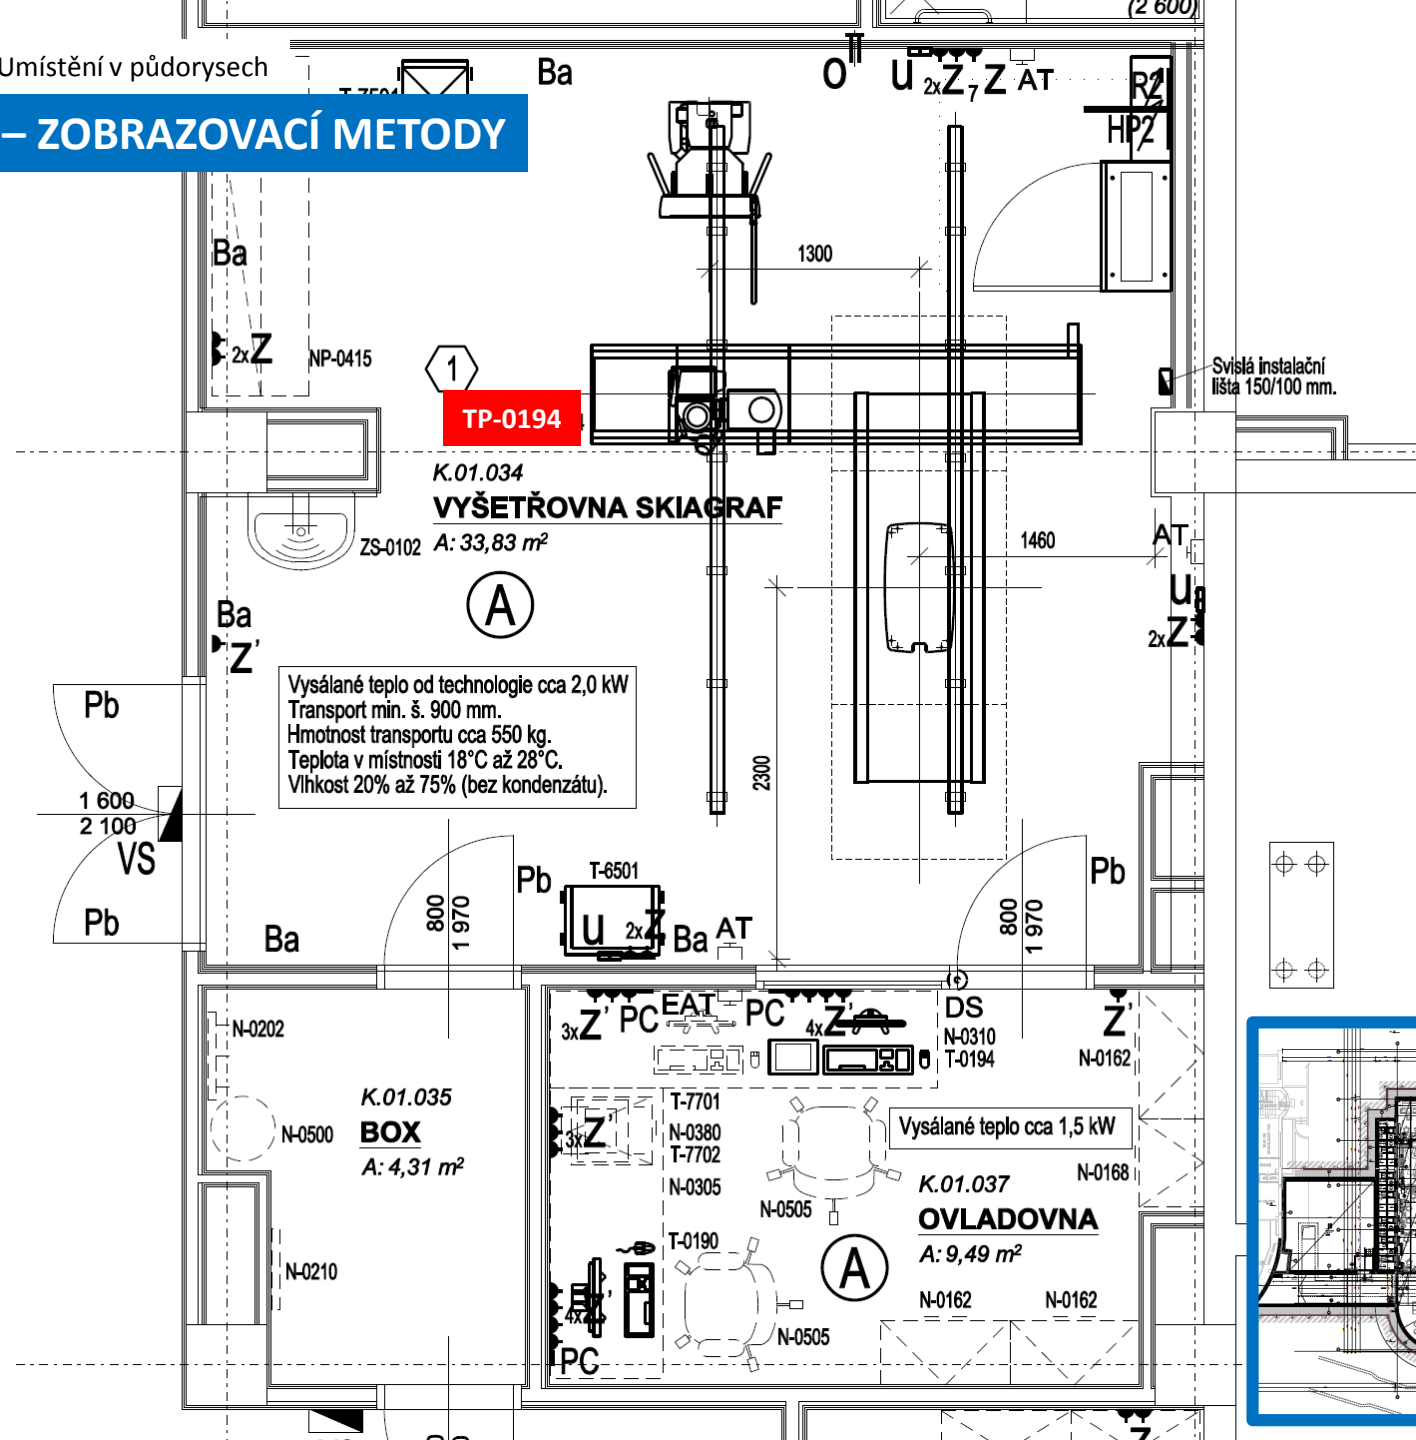 (2 600)
Umístění v půdorysech
– ZOBRAZOVACÍ METODY
Ba
O
u
2xZ
7
Z
AT
R2
HP2
Ba
1300
2xZ
NP-0415
1
TP-0194
Svislá instalační
lišta 150/100 mm.
K.01.034
VYŠETŘOVNA SKIAGRAF
A: 33,83 m²
ZS-0102
A
1460
AT
u
2xZ
Ba
Z'
Vysálané teplo od technologie cca 2,0 kW
Transport min. š. 900 mm.
Hmotnost transportu cca 550 kg.
Teplota v místnosti 18°C až 28°C.
Vlhkost 20% až 75% (bez kondenzátu).
Pb
1 600
2 100
VS
Pb
2300
Ba
800
1 970
Pb
T-6501
u
2xZ
Ba
AT
800
1 970
Pb
3xZ'
PC
EAT
PC
4xZ'
DS
N-0310
T-0194
Z'
N-0162
N-0202
K.01.035
BOX
A: 4,31 m²
N-0500
3xZ'
T-7701
N-0380
T-7702
N-0305
Vysálané teplo cca 1,5 kW
N-0168
N-0505
K.01.037
OVLADOVNA
A: 9,49 m²
A
T-0190
N-0210
4xZ'
PC
N-0505
N-0162
N-0162
Z